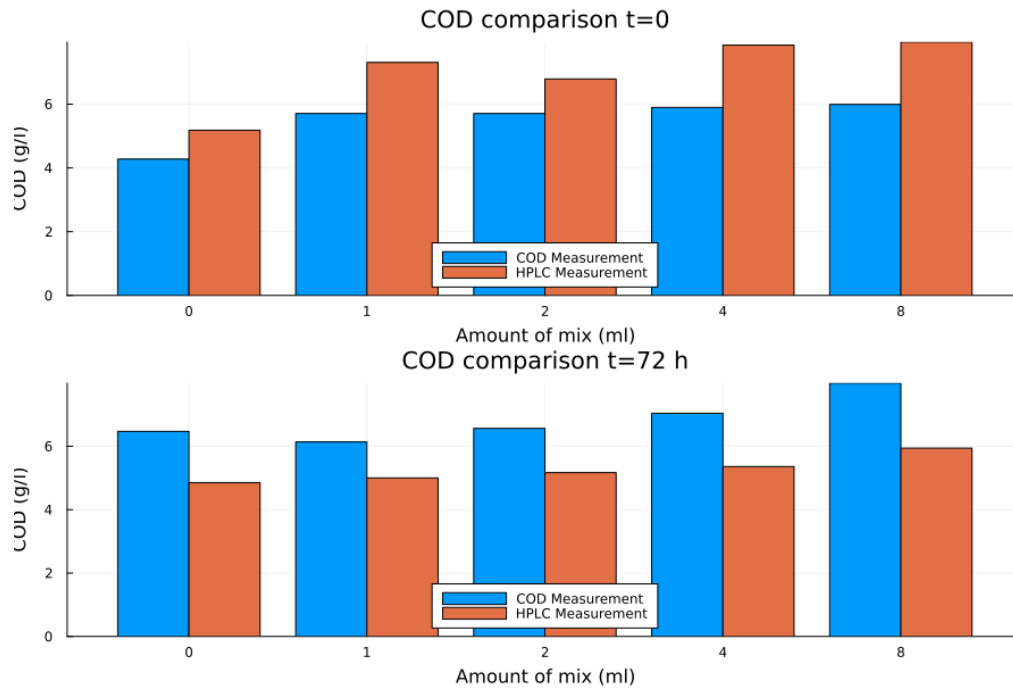 COD comparison t=0
COD (g/l)
6
4
2
0
COD Measurement
HPLC Measurement
0 1 2 4 8
Amount of mix (ml)
COD comparison t=72 h
COD (g/l)
6
4
2
0
COD Measurement
HPLC Measurement
0 1 2 4 8
Amount of mix (ml)